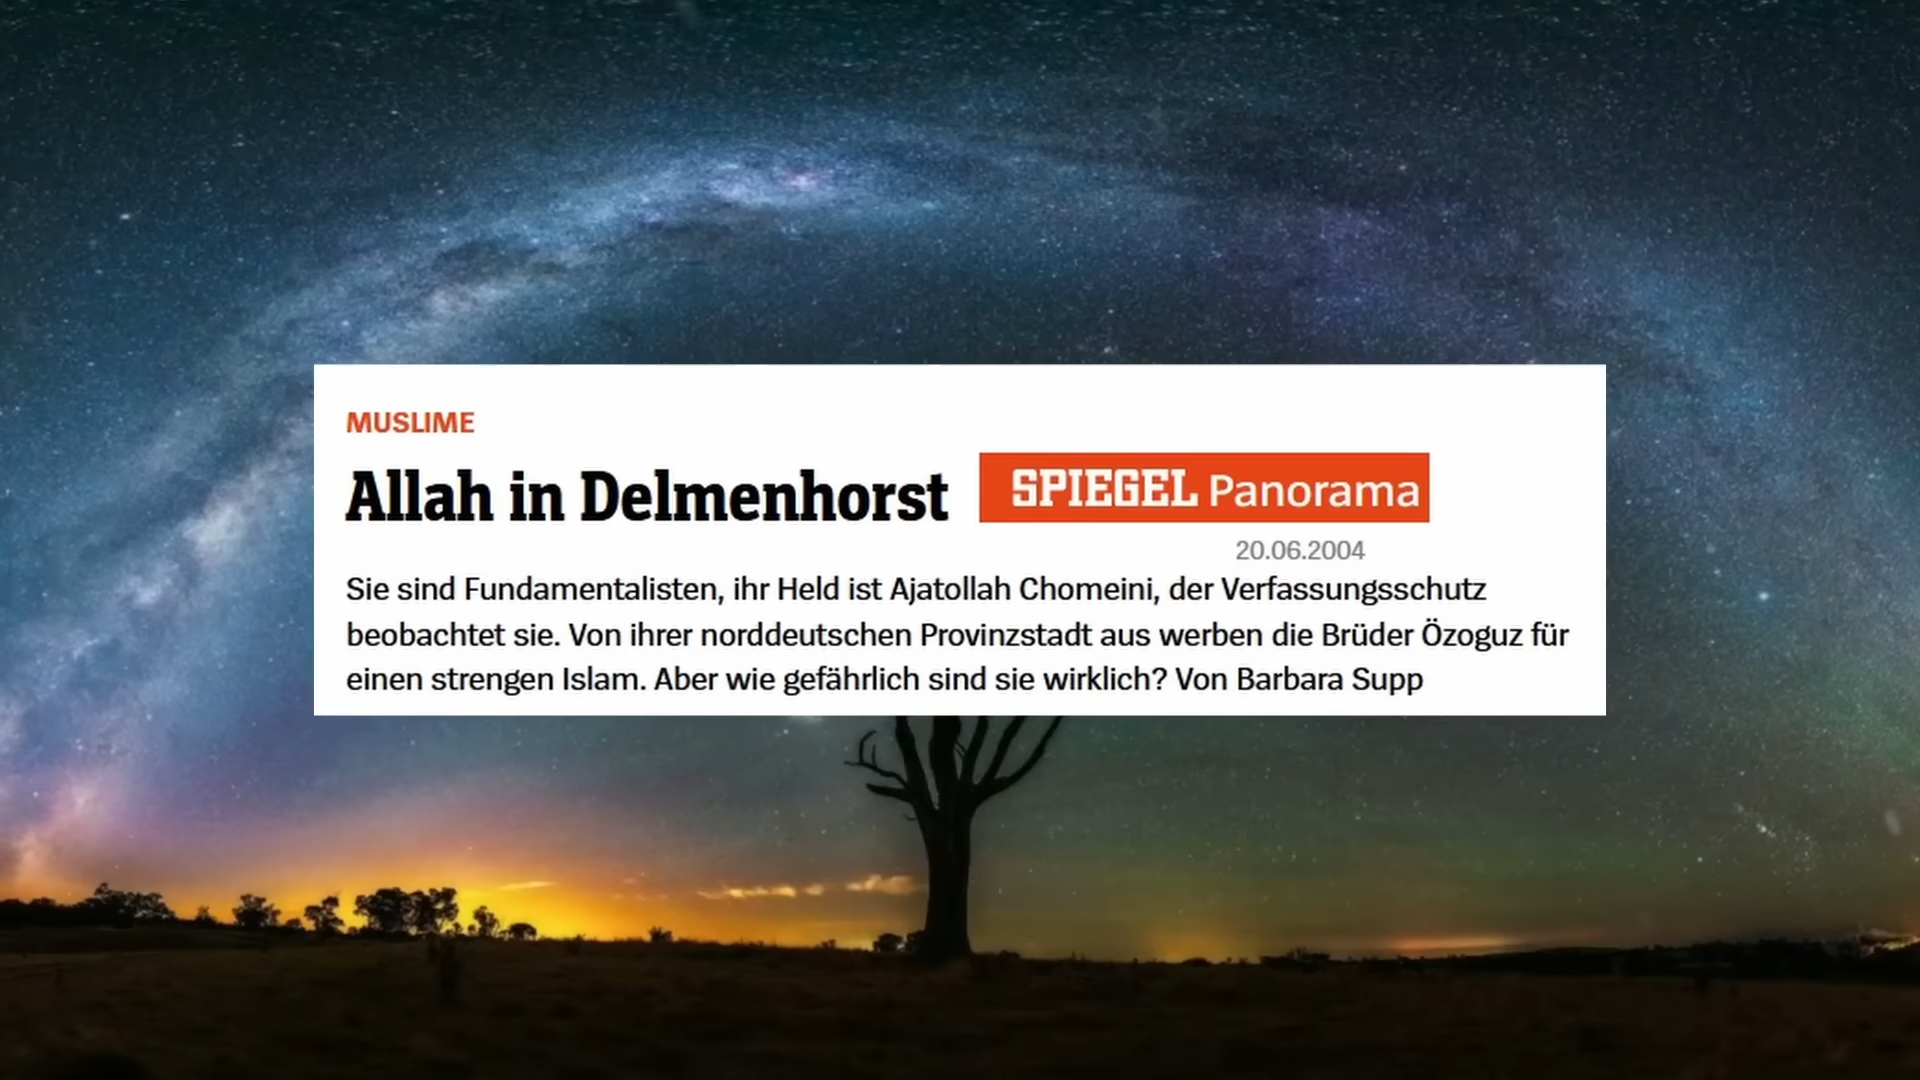 MUSLIME
Allah in Delmenhorst
SPIEGEL Panorama
20.06.2004
Sie sind Fundamentalisten, ihr Held ist Ajatollah Chomeini, der Verfassungsschutz
beobachtet sie. Von ihrer norddeutschen Provinzstadt aus werben die Brüder Özoguz für
einen strengen Islam. Aber wie gefährlich sind sie wirklich? Von Barbara Supp